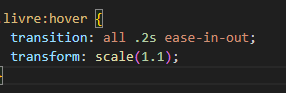 .livre:hover {
transition: all .2s ease-in-out;
transform: scale(1.1);
}